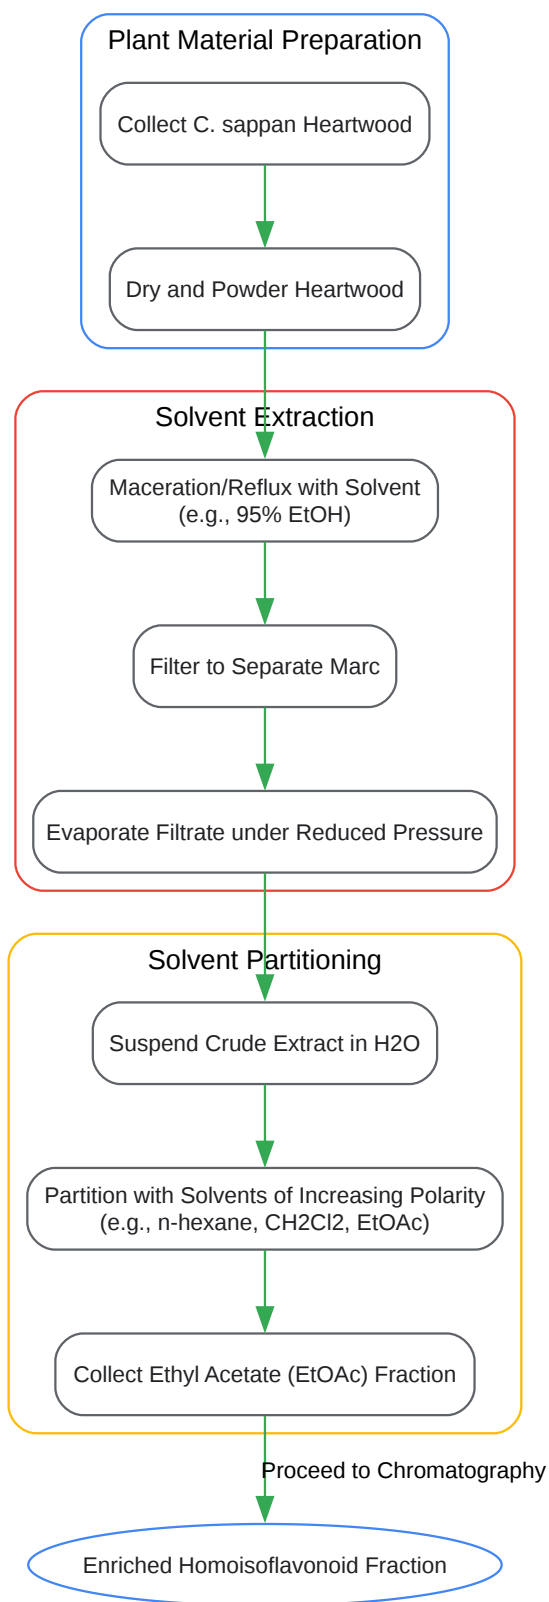 Plant Material Preparation
Collect C. sappan Heartwood
Dry and Powder Heartwood
Solvent Extraction
Maceration/Reflux with Solvent
(e.g., 95% EtOH)
Filter to Separate Marc
Evaporate Filtrate under Reduced Pressure
Solvent Partitioning
Suspend Crude Extract in H2O
Partition with Solvents of Increasing Polarity
(e.g., n-hexane, CH2Cl2, EtOAc)
Collect Ethyl Acetate (EtOAc) Fraction
Proceed to Chromatography
Enriched Homoisoflavonoid Fraction